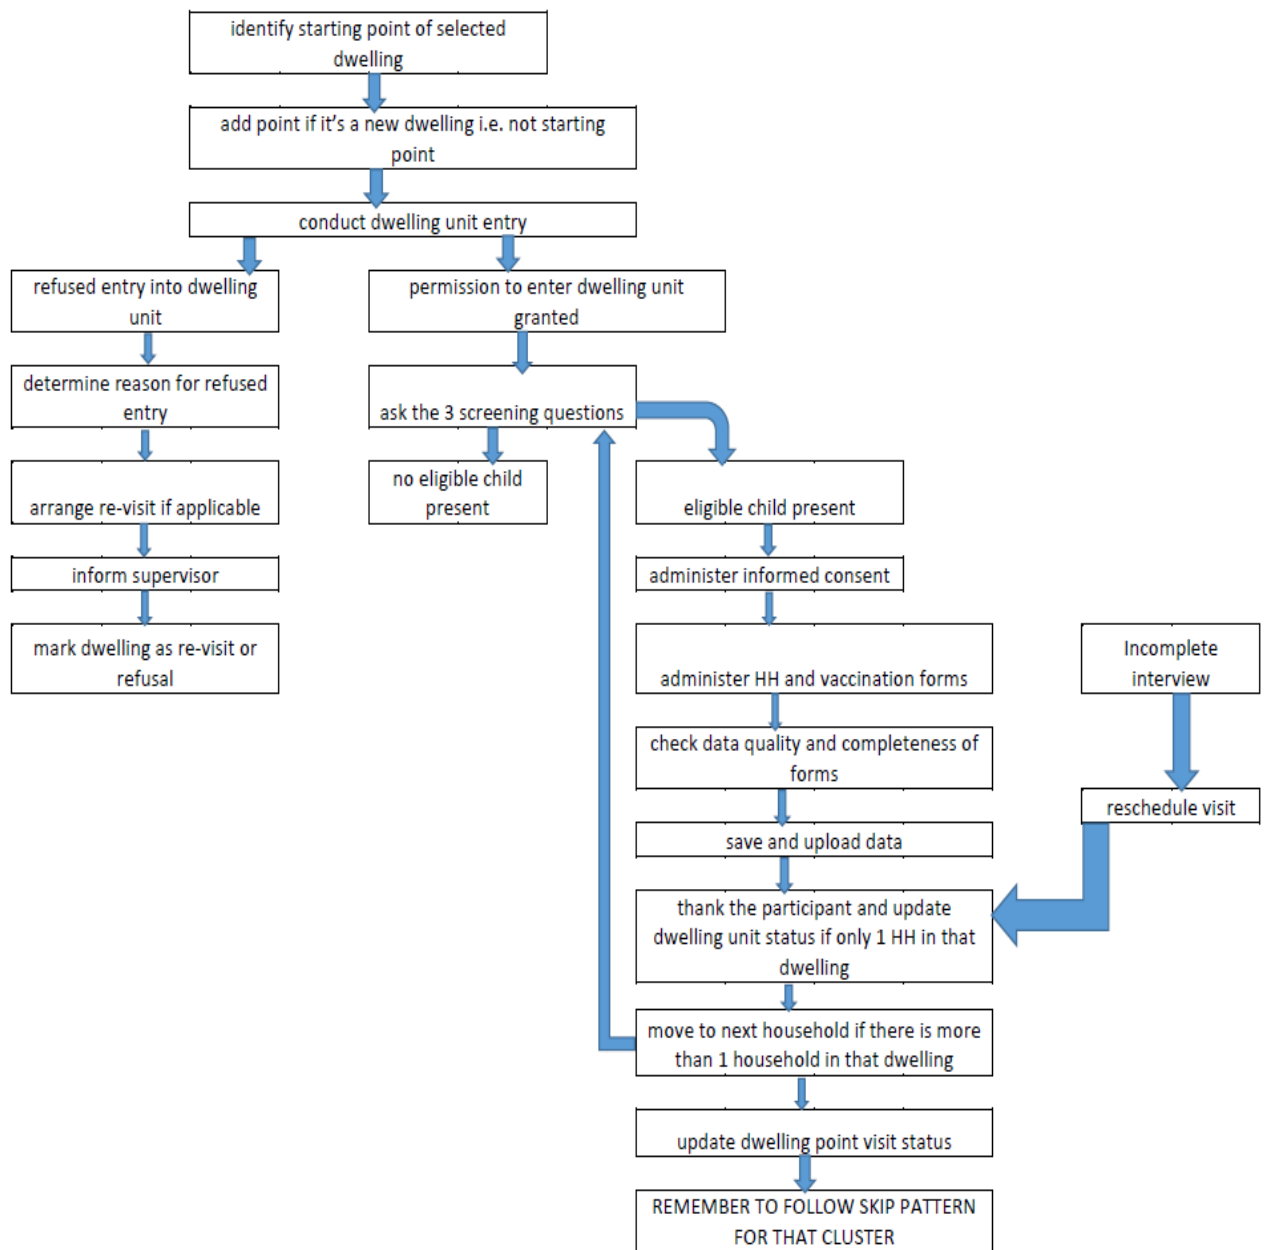 identify starting point of selected
dwelling
add point if it's a new dwelling i.e. not starting
point
conduct dwelling unit entry
refused entry into dwelling
unit
permission to enter dwelling unit
granted
determine reason for refused
entry
ask the 3 screening questions
arrange re-visit if applicable
no eligible child
present
eligible child present
inform supervisor
administer informed consent
mark dwelling as re-visit or
refusal
administer HH and vaccination forms
Incomplete
interview
check data quality and completeness of
forms
reschedule visit
save and upload data
thank the participant and update
dwelling unit status if only 1 HH in that
dwelling
move to next household if there is more
than 1 household in that dwelling
update dwelling point visit status
REMEMBER TO FOLLOW SKIP PATTERN
FOR THAT CLUSTER